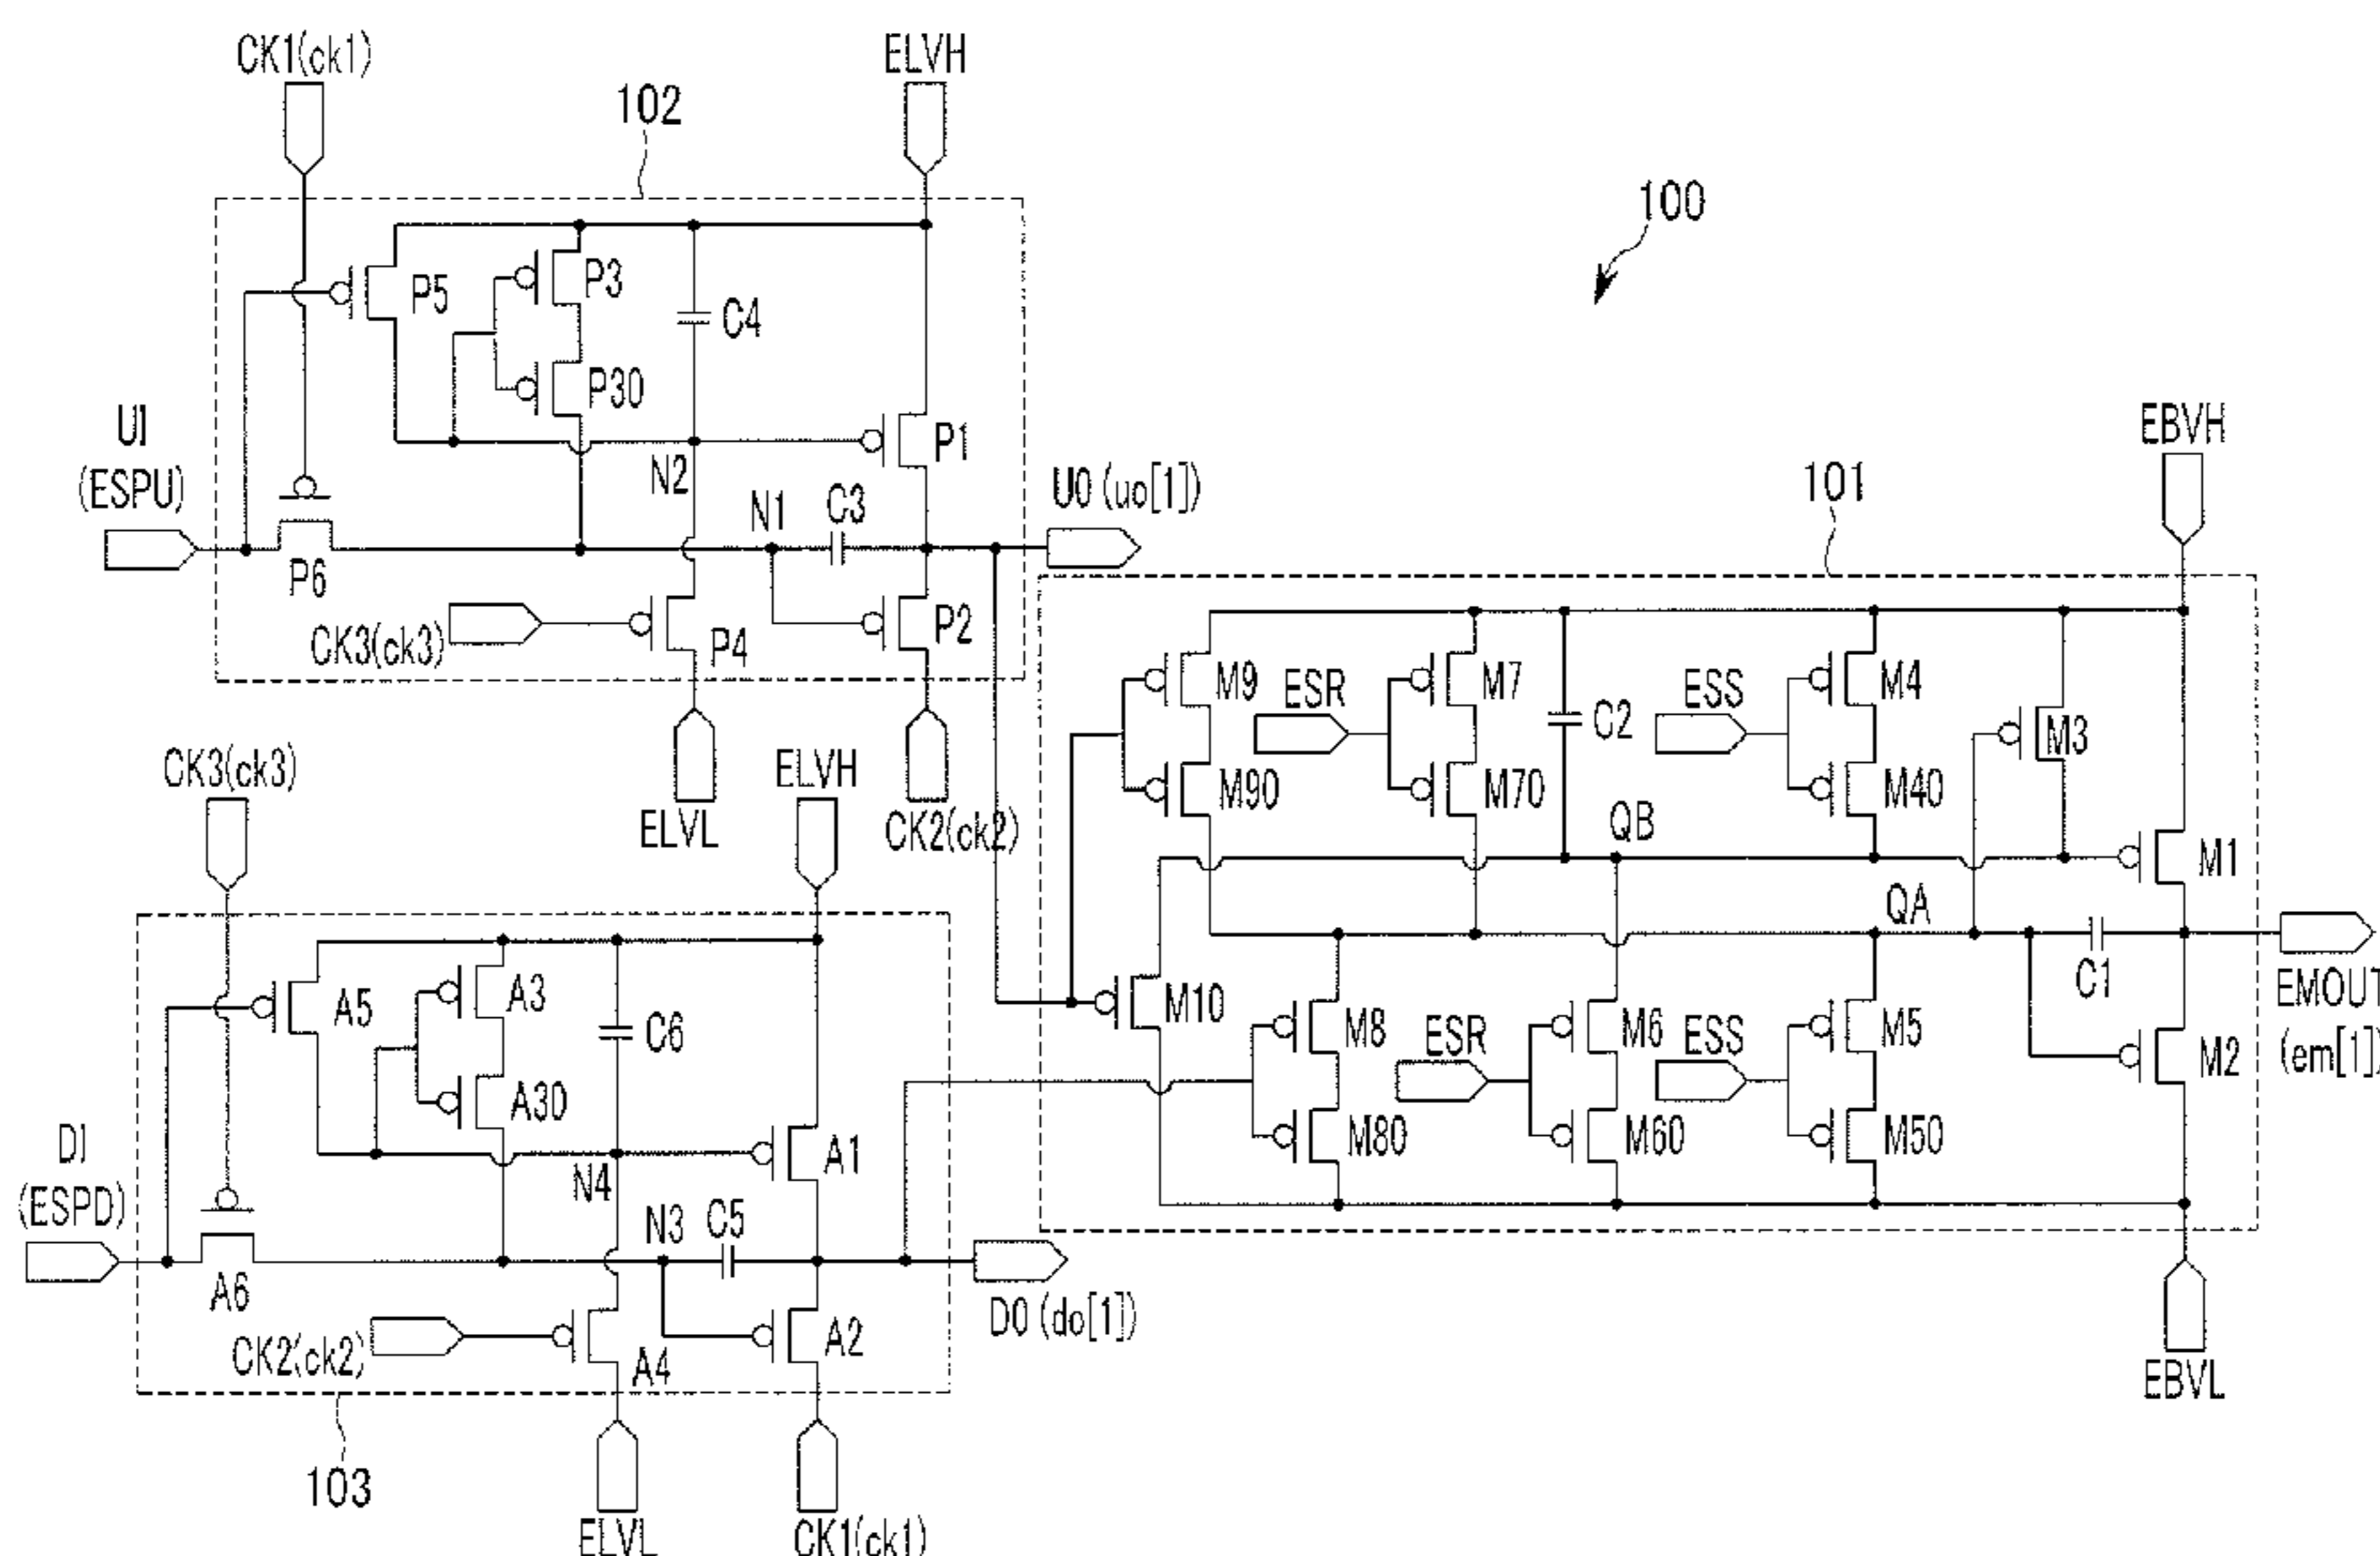 CK1(ck1)
ELVH
102
100
P5
P3
C4
P30
UI
(ESPU)
N2
P1
EBVH
101
U0 (uo[1])
N1
C3
P6
CK3(ck3)
P4
P2
M9
ESR
M7
C2
ESS
M4
M3
CK3(ck3)
ELVH
M90
M70
M40
ELVL
CK2(ck2)
QB
M1
QA
A5
A3
C6
M10
M8
ESR
M6
ESS
M5
C1
EMOUT
(em[1])
M2
A30
M80
M60
M50
DI
(ESPD)
N4
A1
N3
C5
A6
D0 (do[1])
CK2(ck2)
A4
A2
EBVL
103
ELVL
CK1(ck1)